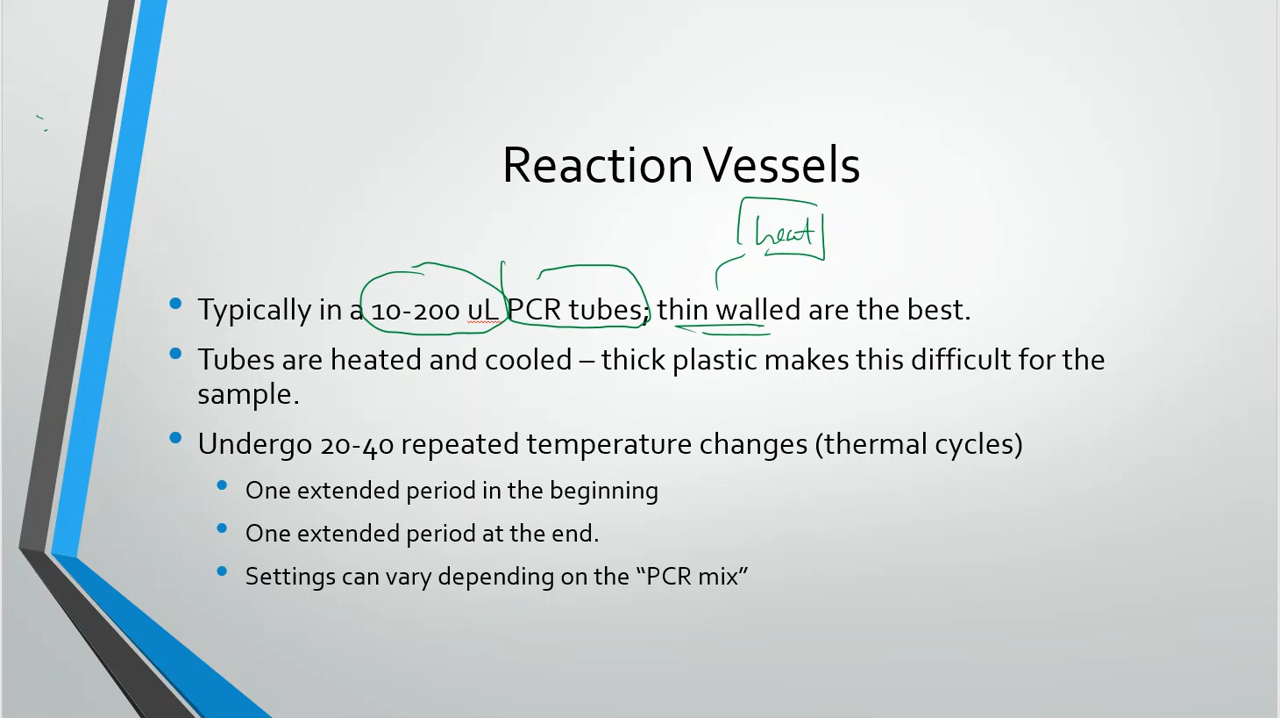 Reaction Vessels
heat
• Typically in a 10-200 uL PCR tubes; thin walled are the best.
• Tubes are heated and cooled – thick plastic makes this difficult for the
sample.
• Undergo 20-40 repeated temperature changes (thermal cycles)
• One extended period in the beginning
• One extended period at the end.
• Settings can vary depending on the “PCR mix”